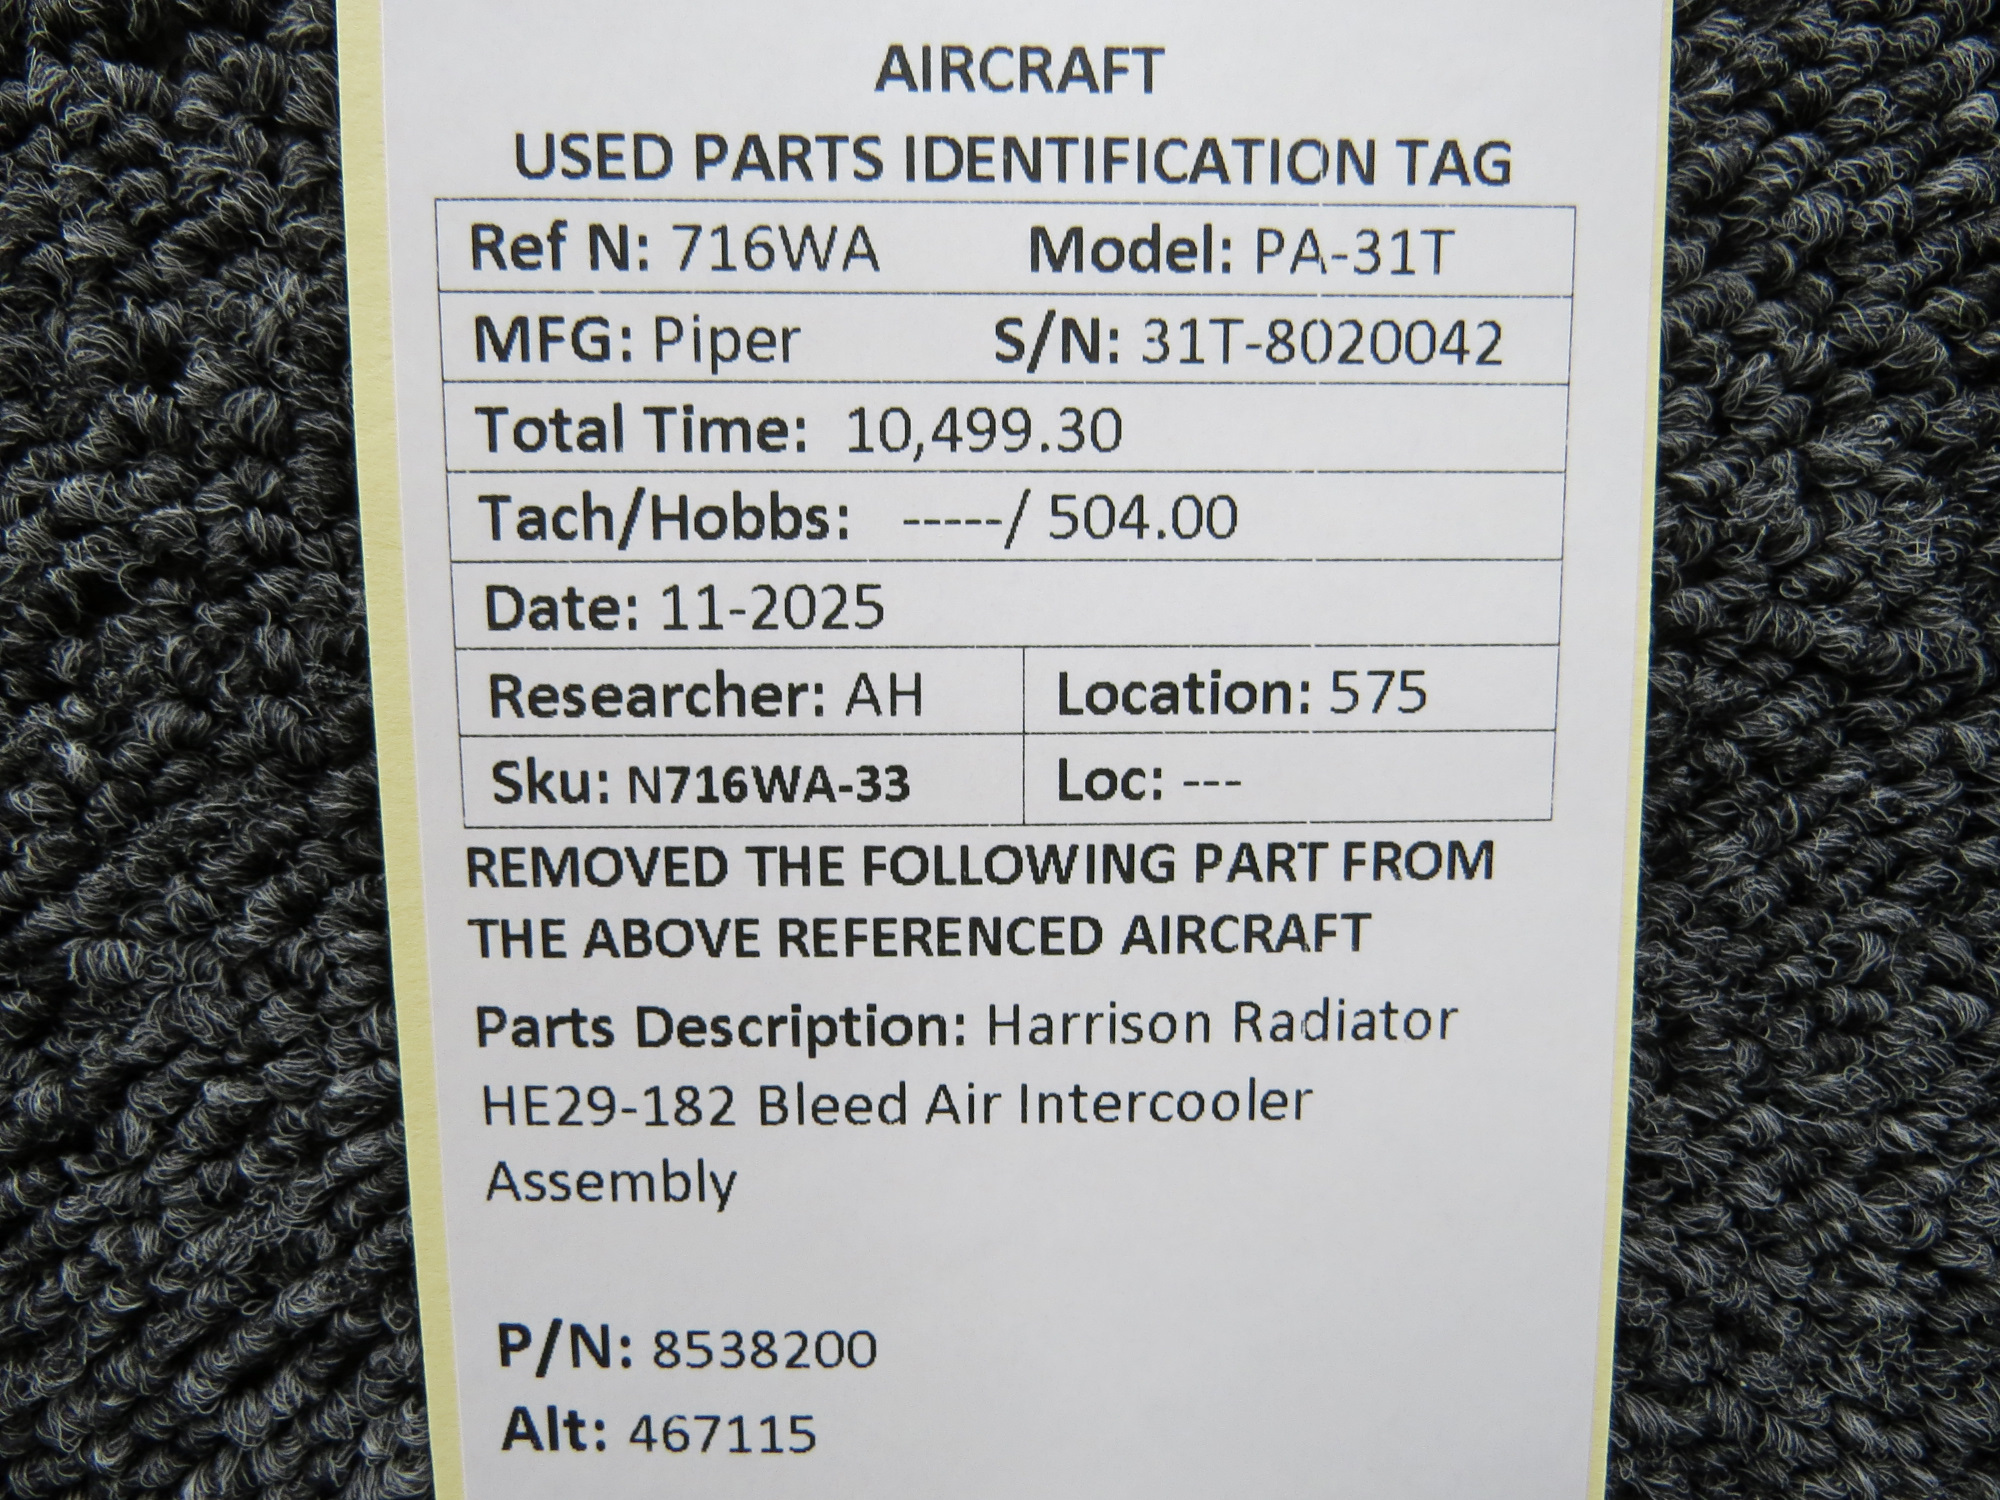 AIRCRAFT
USED PARTS IDENTIFICATION TAG
Ref N: 716WA Model: PA-31T
MFG: Piper S/N: 31T-8020042
Total Time: 10,499.30
Tach/Hobbs: -----/ 504.00
Date: 11-2025
Researcher: AH Location: 575
Sku: N716WA-33 Loc: ---
REMOVED THE FOLLOWING PART FROM
THE ABOVE REFERENCED AIRCRAFT
Parts Description: Harrison Radiator
HE29-182 Bleed Air Intercooler
Assembly
P/N: 8538200
Alt: 467115